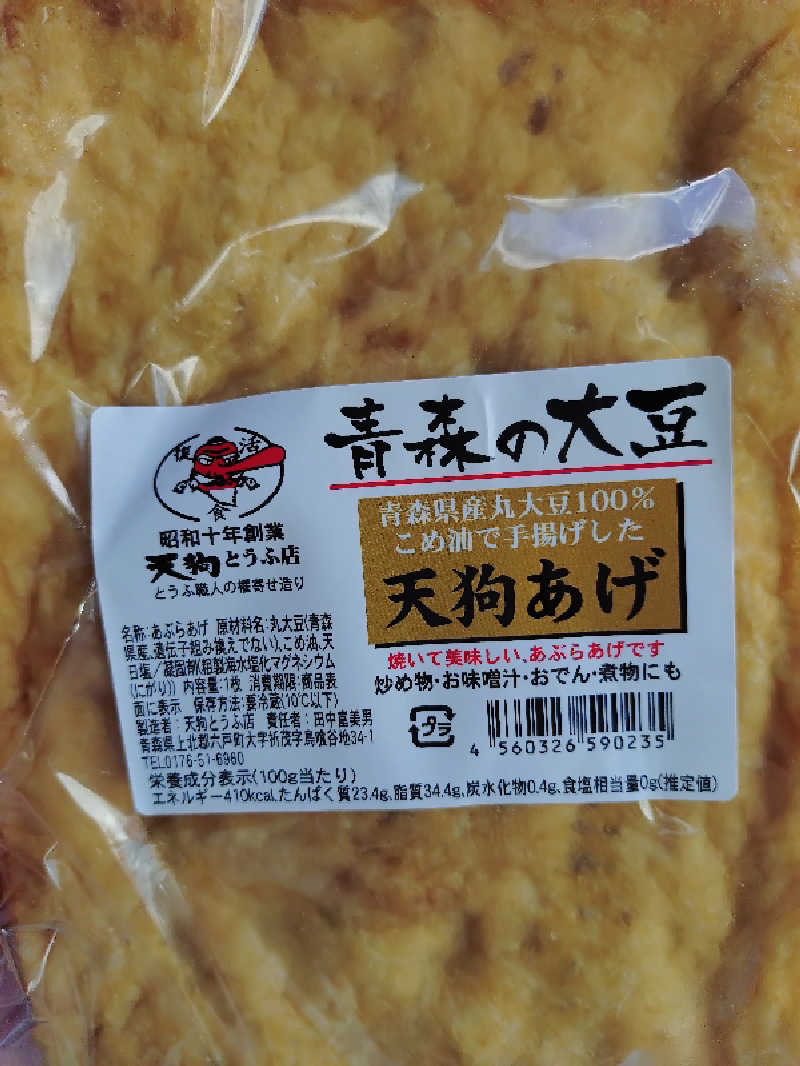 青森の大豆
復活
食
昭和十年創業
天狗とうふ店
とうふ職人の櫂寄せ造り
青森県産丸大豆100%
こめ油で手揚げした
天狗あげ
焼いて美味しい、あぶらあげです
炒め物・お味噌汁・おでん・煮物にも
プラ
4 560326 590235
名称:あぶらあげ 原材料名:丸大豆(青森
県産、遺伝子組み換えでない)、こめ油、天
日塩/凝固剤(粗製海水塩化マグネシウム
(にがり)) 内容量:1枚 消費期限:商品表
面に表示 保存方法:要冷蔵(10℃以下)
製造者:天狗とうふ店 責任者:田中富美男
青森県上北郡六戸町大字折茂字鳥喰谷地34-1
TEL0176-51-6980
栄養成分表示(100g当たり)
エネルギー410kcal、たんぱく質23.4g、脂質34.4g、炭水化物0.4g、食塩相当量0g(推定値)